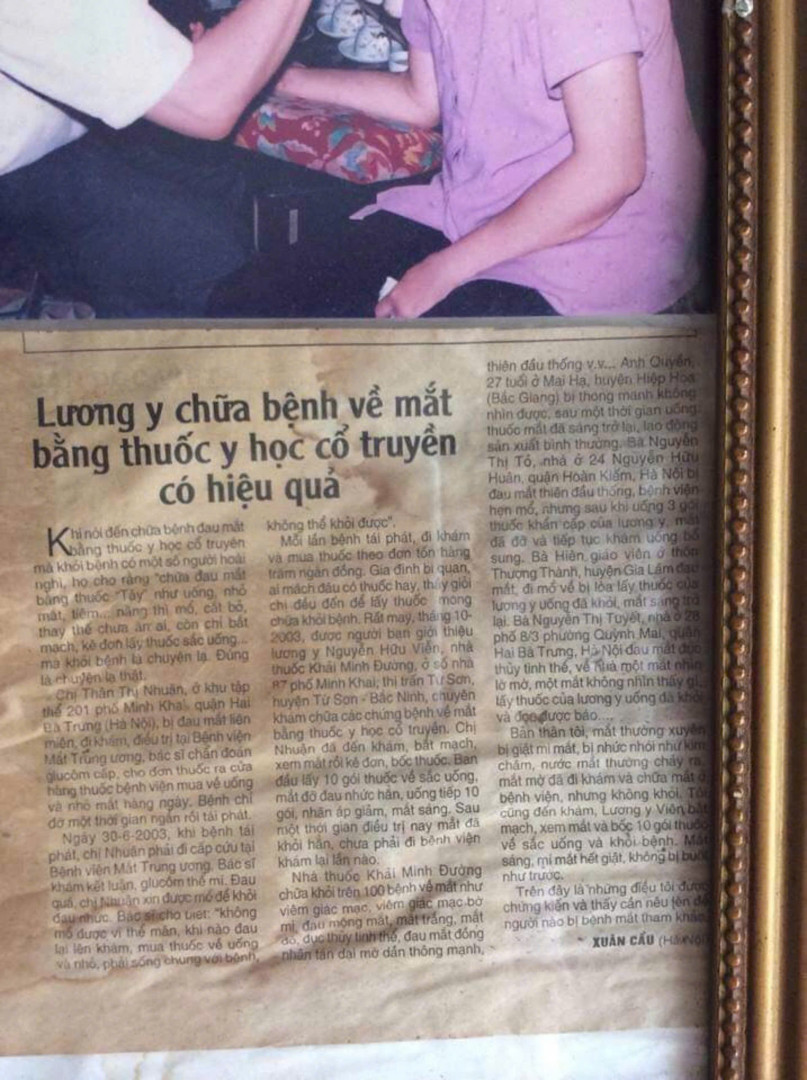 Lương y chữa bệnh về mắt
bằng thuốc y học cổ truyền
có hiệu quả
Khi nói đến chữa bệnh đau mắt
bằng thuốc y học cổ truyền
mà khỏi bệnh có một số người hoài
nghi, họ cho rằng "chữa đau mắt
bằng thuốc "Tây" như uống, nhỏ
mắt, tiêm... nặng thì mổ, cắt bỏ,
thay thế chưa ăn ai, còn chỉ bắt
mạch, kê đơn lấy thuốc sắc uống...
mà khỏi bệnh là chuyện lạ. Đúng
là chuyện lạ thật.
Chị Thân Thị Nhuận, ở khu tập
thể 201 phố Minh Khai, quận Hai
Bà Trưng (Hà Nội), bị đau mắt liên
miên, đi khám, điều trị tại Bệnh viện
Mắt Trung ương, bác sĩ chẩn đoán
glucôm cấp, cho đơn thuốc ra cửa
hàng thuốc bệnh viện mua về uống
và nhỏ mắt hàng ngày. Bệnh chỉ
đỡ một thời gian ngắn rồi tái phát.
Ngày 30-6-2003, khi bệnh tái
phát, chị Nhuận phải đi cấp cứu tại
Bệnh viện Mắt Trung ương. Bác sĩ
khám kết luận, glucôm thể mi. Đau
quá, chị Nhuận xin được mổ để khỏi
đau nhức. Bác sĩ cho biết: "không
mổ được vì thể mãn, khi nào đau
lại lên khám, mua thuốc về uống
và nhỏ, phải sống chung với bệnh,
không thể khỏi được".
Mỗi lần bệnh tái phát, đi khám
và mua thuốc theo đơn tốn hàng
trăm ngàn đồng. Gia đình bị quan,
ai mách đâu có thuốc hay, thầy giỏi
chị đều đến để lấy thuốc mong
chữa khỏi bệnh. Rất may, tháng 10-
2003, được người bạn giới thiệu
lương y Nguyễn Hữu Viễn, nhà
thuốc Khải Minh Đường, ở số nhà
87 phố Minh Khai; thị trấn Từ Sơn,
huyện Từ Sơn - Bắc Ninh, chuyên
khám chữa các chứng bệnh về mắt
bằng thuốc y học cổ truyền. Chị
Nhuận đã đến khám, bắt mạch,
xem mắt rồi kê đơn, bốc thuốc. Ban
đầu lấy 10 gói thuốc về sắc uống,
mắt đỡ đau nhức hẳn, uống tiếp 10
gói, nhãn áp giảm, mắt sáng. Sau
một thời gian điều trị nay mắt đã
khỏi hẳn, chưa phải đi bệnh viện
khám lại lần nào.
Nhà thuốc Khải Minh Đường
chữa khỏi trên 100 bệnh về mắt như
viêm giác mạc, viêm giác mạc bờ
mi, đau mộng mắt, mắt trắng, mắt
đỏ, đục thủy tinh thể, đau mắt đồng
nhân tán đại mờ dần thông mạnh,
thiên đầu thống v.v... Anh Quyền,
27 tuổi ở Mai Hạ, huyện Hiệp Hòa
(Bắc Giang) bị thong manh không
nhìn được, sau một thời gian uống
thuốc mắt đã sáng trở lại, lao động
sản xuất bình thường. Bà Nguyễn
Thị Tỏ, nhà ở 24 Nguyễn Hữu
Huân, quận Hoàn Kiếm, Hà Nội bị
đau mắt thiên đầu thống, bệnh viện
hẹn mổ, nhưng sau khi uống 3 gói
thuốc khẩn cấp của lương y, mắt
đã đỡ và tiếp tục khám uống bổ
sung. Bà Hiên giáo viên ở thôn
Thượng Thành, huyện Gia Lâm đau
mắt, đi mổ về bị lòa lấy thuốc của
lương y uống đã khỏi, mắt sáng trở
lại. Bà Nguyễn Thị Tuyết, nhà ở 28
phố 8/3 phường Quỳnh Mai, quận
Hai Bà Trưng, Hà Nội đau mắt đục
thủy tinh thể, về nhà một mắt nhìn
lờ mờ, một mắt không nhìn thấy gì,
lấy thuốc của lương y uống đã khỏi
và đọc được báo....
Bản thân tôi, mắt thường xuyên
bị giật mí mắt, bị nhức nhói như kim
châm, nước mắt thường chảy ra,
mắt mờ đã đi khám và chữa mắt ở
bệnh viện, nhưng không khỏi. Tôi
cũng đến khám, Lương y Viễn bắt
mạch, xem mắt và bốc 10 gói thuốc
về sắc uống và khỏi bệnh. Mắt
sáng, mí mắt hết giật, không bị buốt
như trước.
Trên đây là những điều tôi được
chứng kiến và thấy cần nêu lên để
người nào bị bệnh mắt tham khảo.
XUÂN CẦU (Hà Nội)